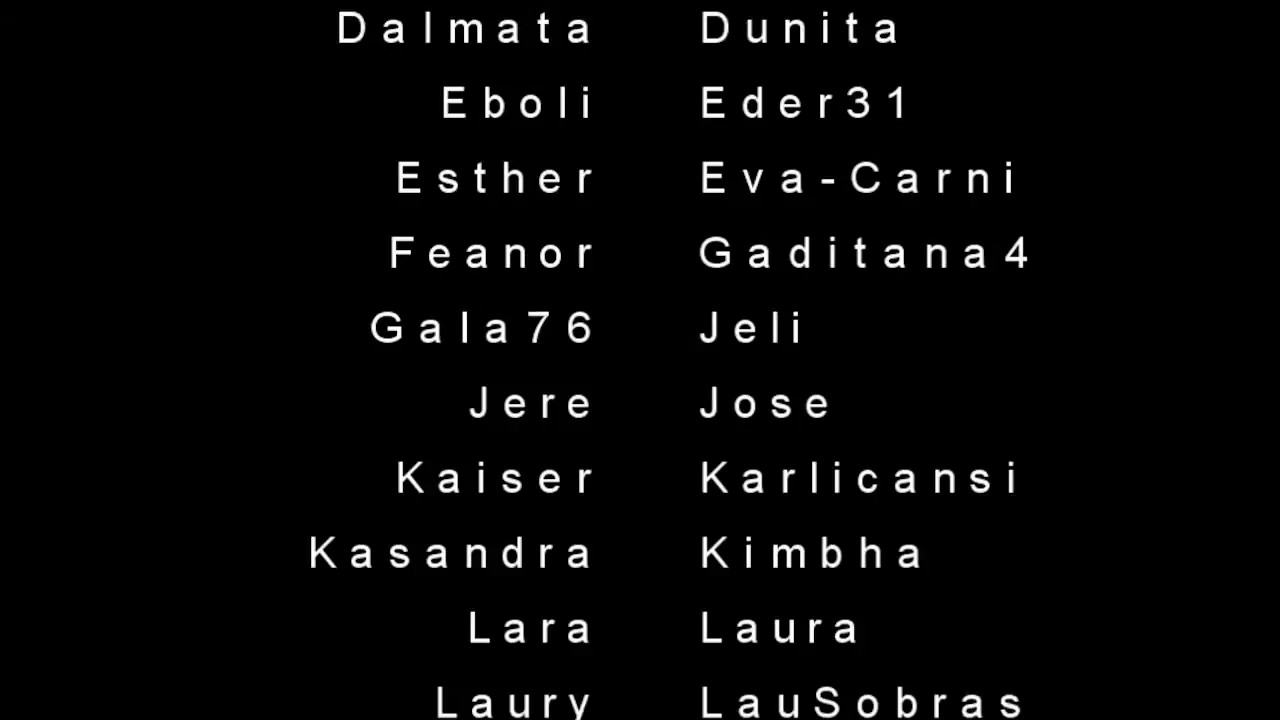 Dalmata Dunita
Eboli Eder31
Esther Eva-Carni
Feanor Gaditana4
Gala76 Jeli
Jere Jose
Kaiser Karlicansi
Kasandra Kimbha
Lara Laura
Laury LauSobras